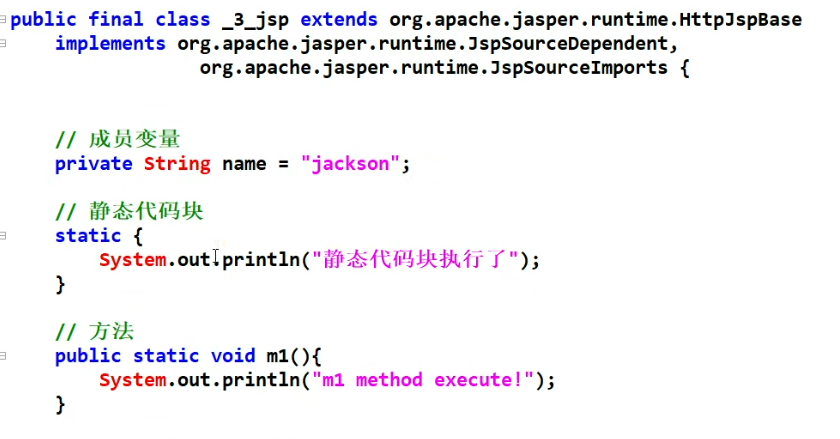 public final class _3_jsp extends org.apache.jasper.runtime.HttpJspBase
implements org.apache.jasper.runtime.JspSourceDependent,
org.apache.jasper.runtime.JspSourceImports {
// 成员变量
private String name = "jackson";
// 静态代码块
static {
System.out.println("静态代码块执行了");
}
// 方法
public static void m1(){
System.out.println("m1 method execute!");
}